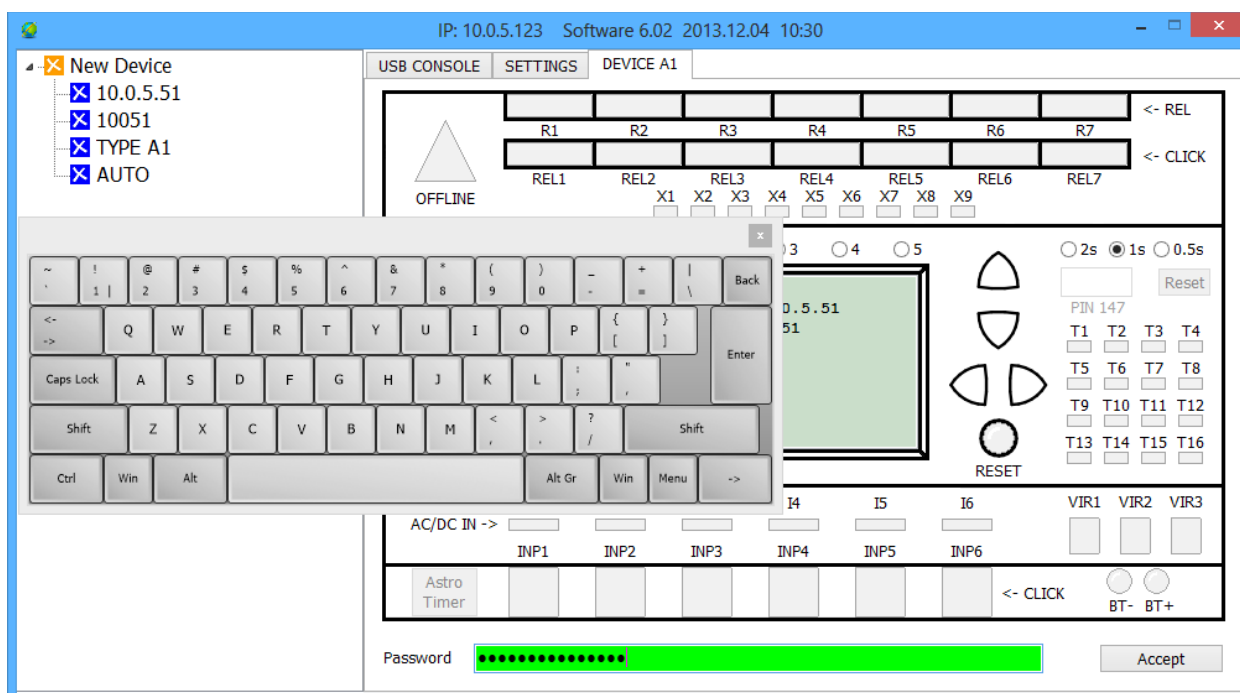 IP: 10.0.5.123 Software 6.02 2013.12.04 10:30
New Device
10.0.5.51
10051
TYPE A1
AUTO
USB CONSOLE SETTINGS DEVICE A1
<- REL
R1 R2 R3 R4 R5 R6 R7
<- CLICK
REL1 REL2 REL3 REL4 REL5 REL6 REL7
OFFLINE
X1 X2 X3 X4 X5 X6 X7 X8 X9
3 4 5
2s 1s 0.5s
Reset
PIN 147
0.5.51
51
T1 T2 T3 T4
T5 T6 T7 T8
T9 T10 T11 T12
T13 T14 T15 T16
RESET
x
~ ! @ # $ % ^ & * ( ) _ + |
` 1 | 2 3 4 5 6 7 8 9 0 - = \ Back
<- -> Q W E R T Y U I O P { [ } ] Enter
Caps Lock A S D F G H J K L : ; " '
Shift Z X C V B N M < , > . ? / Shift
Ctrl Win Alt Alt Gr Win Menu ->
I4 I5 I6
VIR1 VIR2 VIR3
AC/DC IN ->
INP1 INP2 INP3 INP4 INP5 INP6
Astro
Timer
<- CLICK
BT- BT+
Password ●●●●●●●●●●●●●●● Accept